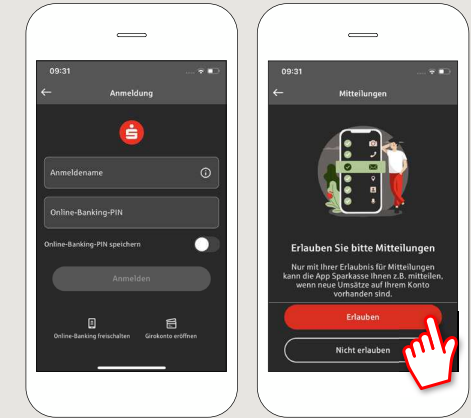 09:31
Anmeldung
Anmeldename
Online-Banking-PIN
Online-Banking-PIN speichern
Anmelden
Online-Banking freischalten
Girokonto eröffnen
09:31
Mitteilungen
Erlauben Sie bitte Mitteilungen
Nur mit Ihrer Erlaubnis für Mitteilungen
kann die App Sparkasse Ihnen z.B. mitteilen,
wenn neue Umsätze auf Ihrem Konto
vorhanden sind.
Erlauben
Nicht erlauben